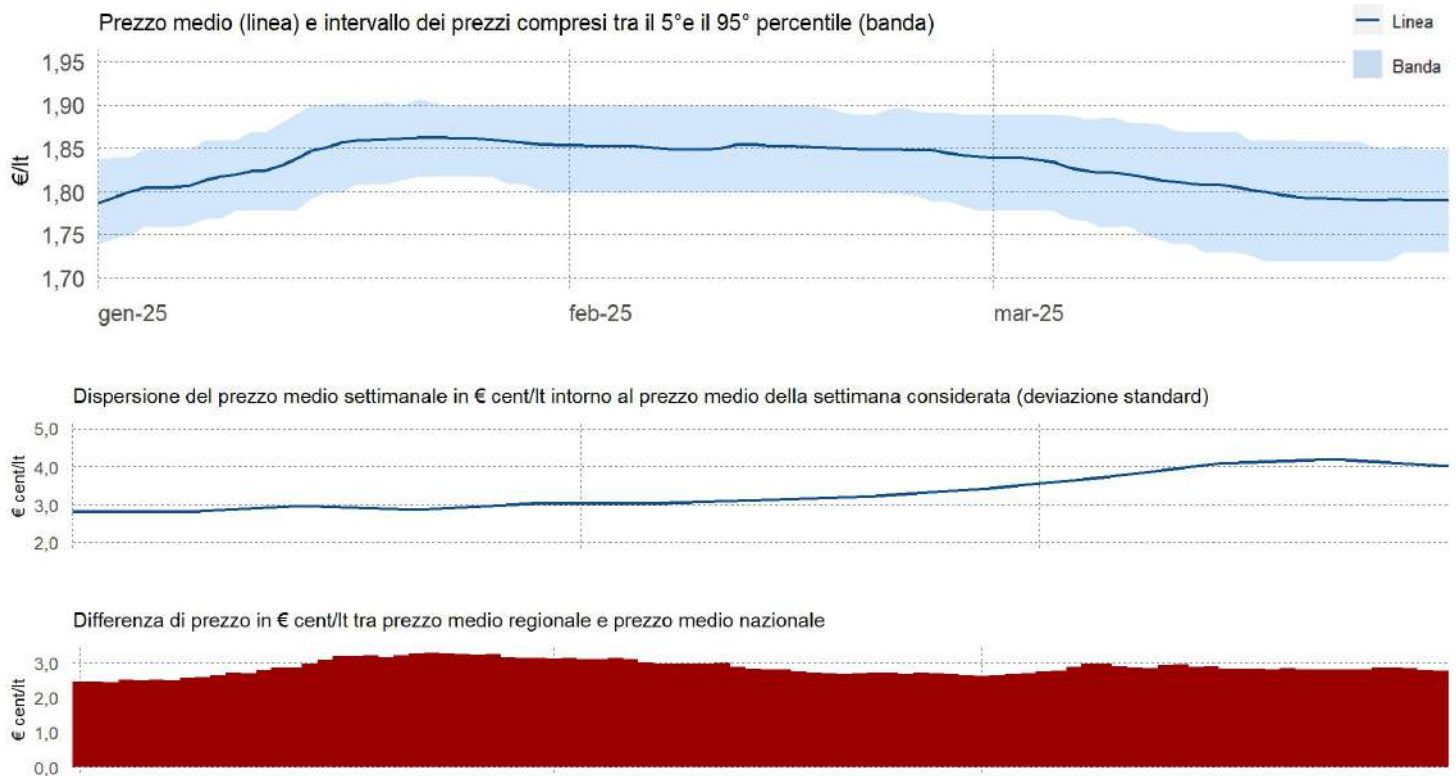 Prezzo medio (linea) e intervallo dei prezzi compresi tra il 5°e il 95° percentile (banda)
Linea
Banda
€/lt
1,95
1,90
1,85
1,80
1,75
1,70
gen-25
feb-25
mar-25
Dispersione del prezzo medio settimanale in € cent/lt intorno al prezzo medio della settimana considerata (deviazione standard)
€ cent/lt
5,0
4,0
3,0
2,0
Differenza di prezzo in € cent/lt tra prezzo medio regionale e prezzo medio nazionale
€ cent/lt
3,0
2,0
1,0
0,0